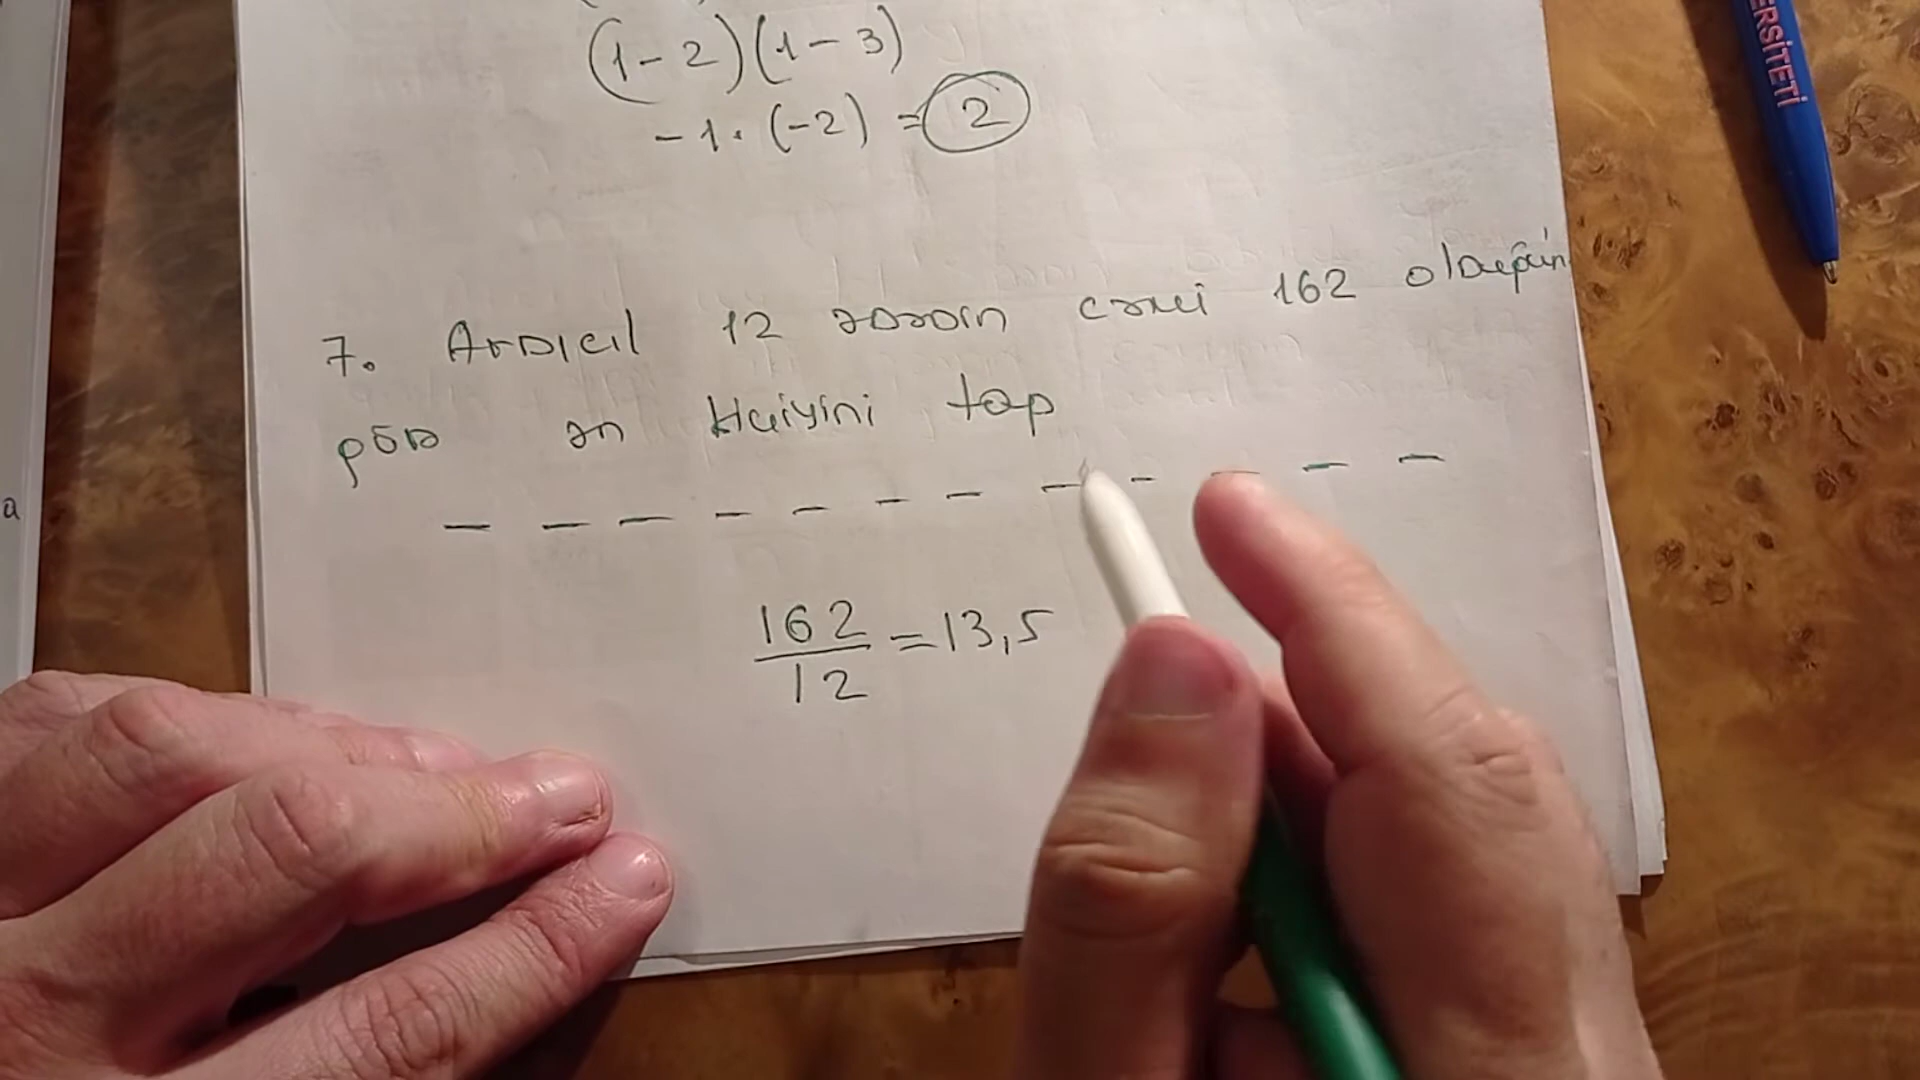 (1-2)(1-3)
-1·(-2) = 2
ERSİTETİ
7. Ardıcıl 12 ədədin cəmi 162 olduğun
görə ən kiçiyini tap
a
162/12 = 13,5